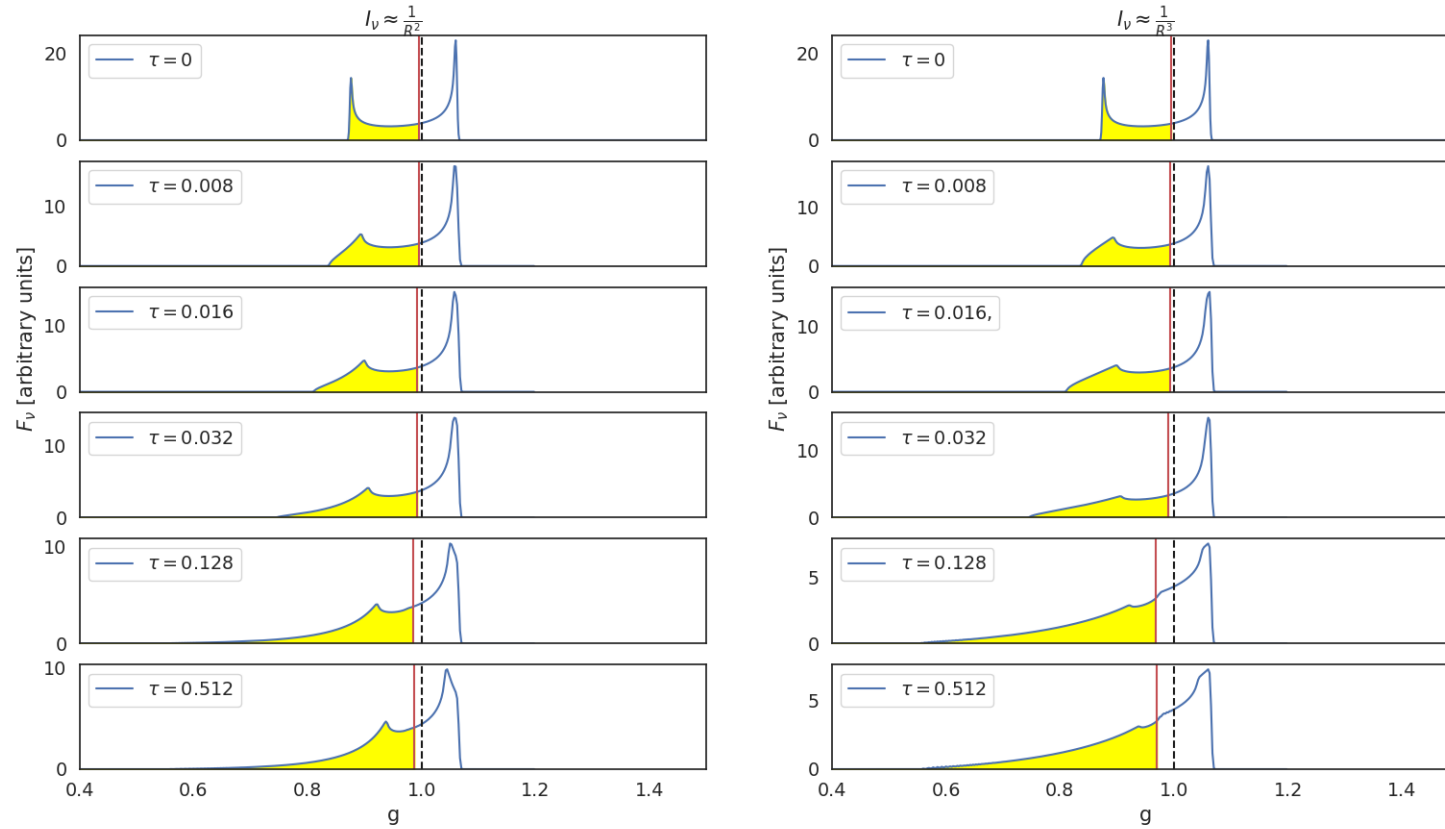 I_ν ≈ 1/R²
I_ν ≈ 1/R³
τ = 0
20
0
τ = 0
20
0
τ = 0.008
10
0
τ = 0.008
10
0
τ = 0.016
10
0
τ = 0.016,
10
0
F_ν [arbitrary units]
F_ν [arbitrary units]
τ = 0.032
10
0
τ = 0.032
10
0
τ = 0.128
10
0
τ = 0.128
5
0
τ = 0.512
10
0
τ = 0.512
5
0
0.4 0.6 0.8 1.0 1.2 1.4
0.4 0.6 0.8 1.0 1.2 1.4
g
g